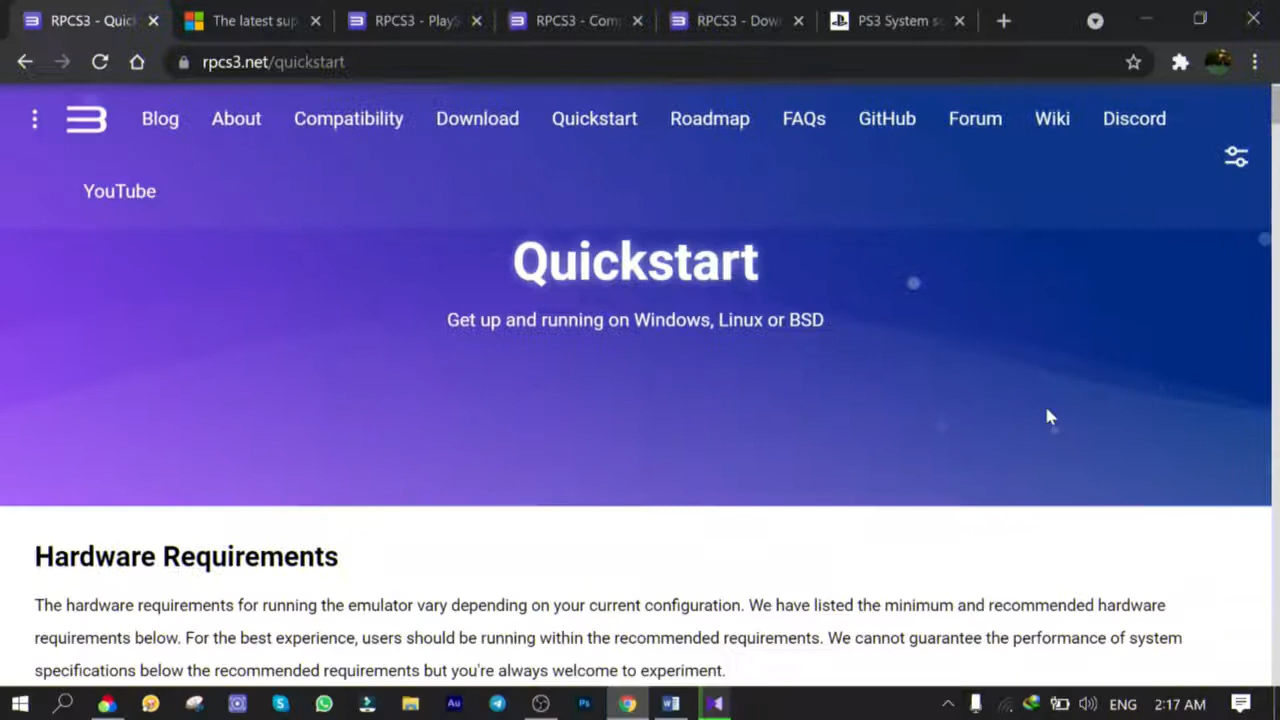 RPCS3 - Quic
The latest sup
RPCS3 - PlayS
RPCS3 - Com
RPCS3 - Dow
PS3 System so
rpcs3.net/quickstart
Blog About Compatibility Download Quickstart Roadmap FAQs GitHub Forum Wiki Discord
YouTube
Quickstart
Get up and running on Windows, Linux or BSD
Hardware Requirements
The hardware requirements for running the emulator vary depending on your current configuration. We have listed the minimum and recommended hardware
requirements below. For the best experience, users should be running within the recommended requirements. We cannot guarantee the performance of system
specifications below the recommended requirements but you're always welcome to experiment.
Au
Ps
ENG 2:17 AM